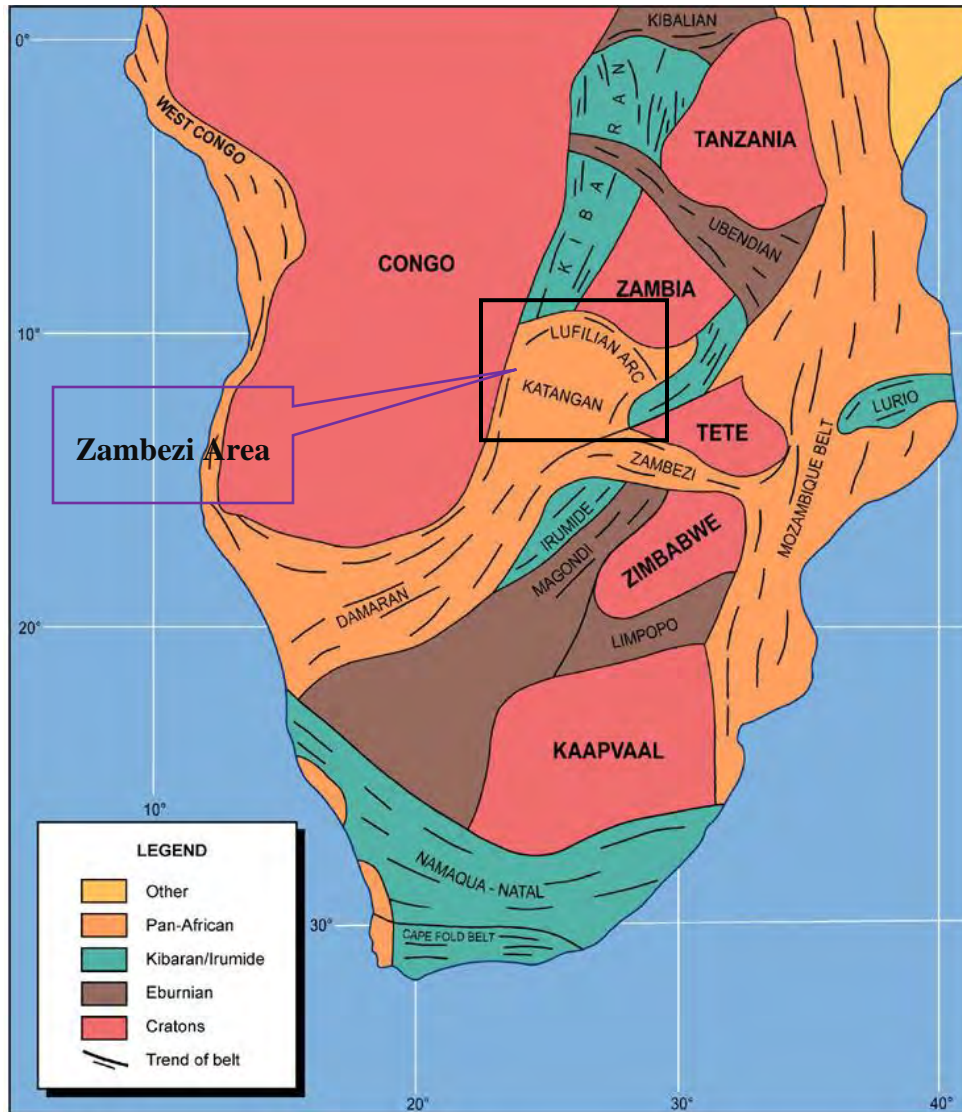 KIBALIAN
0°
WEST CONGO
KIBARAN
TANZANIA
UBENDIAN
CONGO
ZAMBIA
10°
LUFILIAN ARC
KATANGAN
LURIO
Zambezi Area
TETE
ZAMBEZI
MOZAMBIQUE BELT
IRUMIDE
MAGONDI
ZIMBABWE
DAMARAN
20°
LIMPOPO
KAAPVAAL
10°
LEGEND
Other
Pan-African
Kibaran/Irumide
Eburnian
Cratons
Trend of belt
NAMAQUA - NATAL
30°
CAPE FOLD BELT
20°
30°
40°